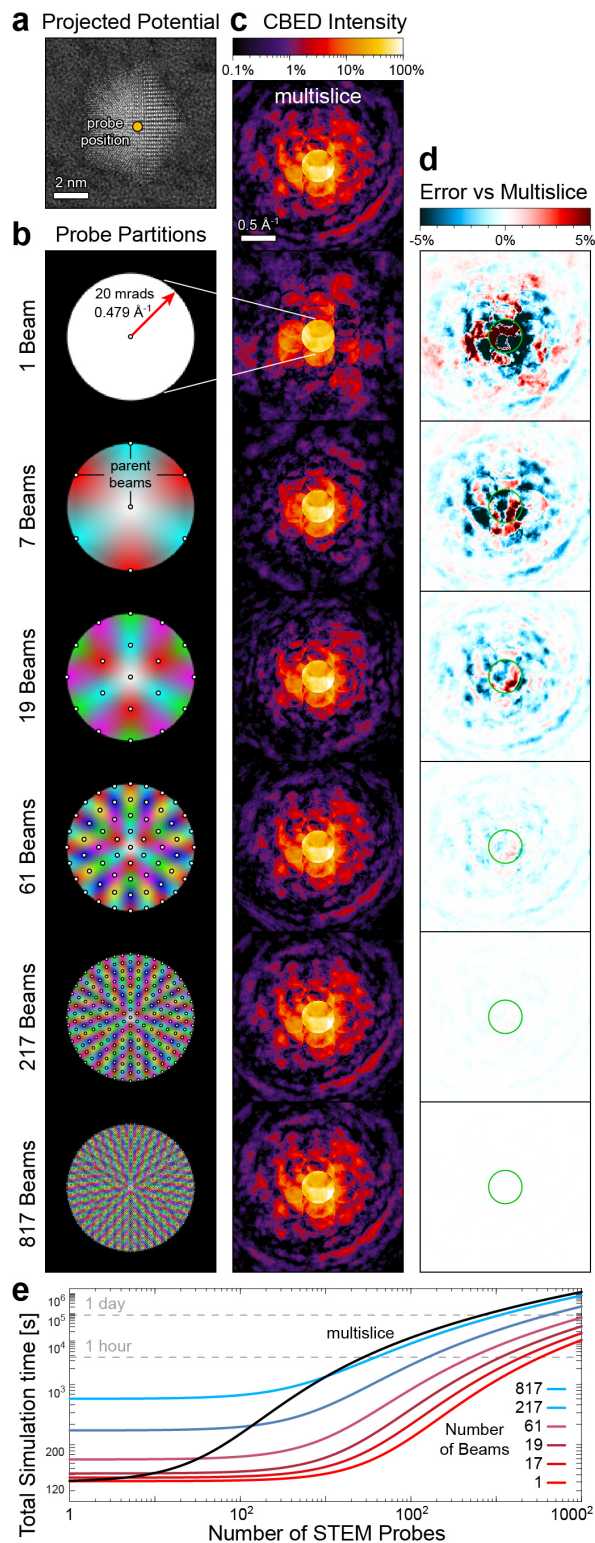 a Projected Potential
probe
position
2 nm
c CBED Intensity
0.1% 1% 10% 100%
multislice
0.5 Å-1
d
Error vs Multislice
-5% 0% 5%
b Probe Partitions
1 Beam
20 mrads
0.479 Å-1
7 Beams
parent
beams
19 Beams
61 Beams
217 Beams
817 Beams
e
Total Simulation time [s]
10⁶
10⁵
10⁴
10³
200
120
1 day
1 hour
multislice
Number
of Beams
817
217
61
19
17
1
1 10² 1000² 10000²
Number of STEM Probes